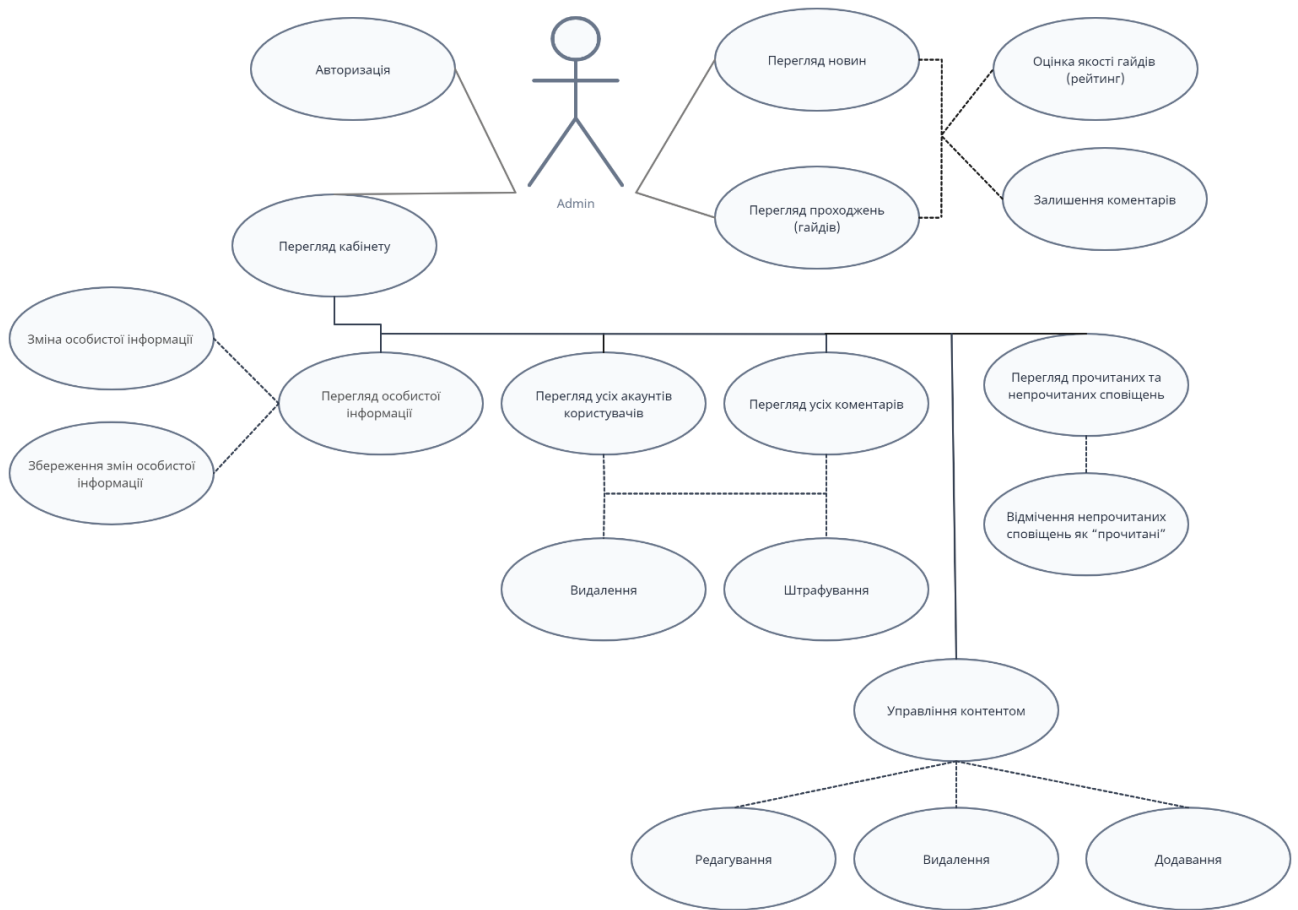 Авторизація
Admin
Перегляд новин
Оцінка якості гайдів
(рейтинг)
Перегляд проходжень
(гайдів)
Залишення коментарів
Перегляд кабінету
Зміна особистої інформації
Збереження змін особистої
інформації
Перегляд особистої
інформації
Перегляд усіх акаунтів
користувачів
Перегляд усіх коментарів
Перегляд прочитаних та
непрочитаних сповіщень
Відмічення непрочитаних
сповіщень як “прочитані”
Видалення
Штрафування
Управління контентом
Редагування
Видалення
Додавання